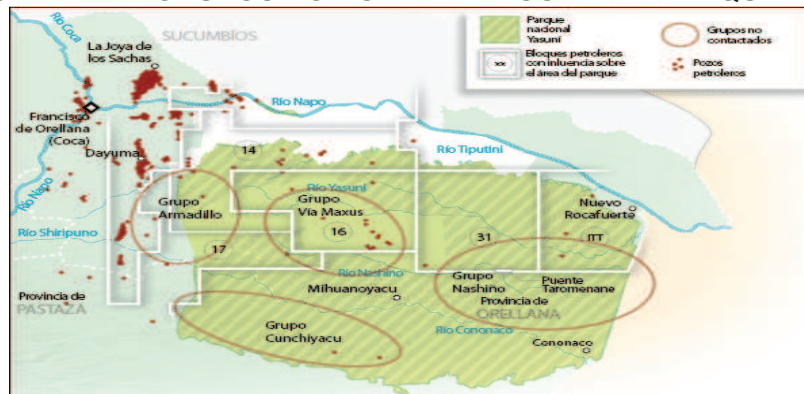 Río Coca
SUCUMBÍOS
La Joya de
los Sachas
Parque
nacional
Yasuní
Grupos no
contactados
xx
Bloques petroleros
con influencia sobre
el área del parque
Pozos
petroleros
Río Napo
Francisco
de Orellana
(Coca)
Dayuma
14
Río Tiputini
Río Napo
Río Yasuní
Grupo
Armadillo
Grupo
Vía Maxus
16
Nuevo
Rocafuerte
31
ITT
Río Shiripuno
17
Río Nashiño
Mihuanoyacu
Grupo
Nashiño
Puente
Taromenane
Provincia de
ORELLANA
Provincia de
PASTAZA
Grupo
Cunchiyacu
Río Cononaco
Cononaco